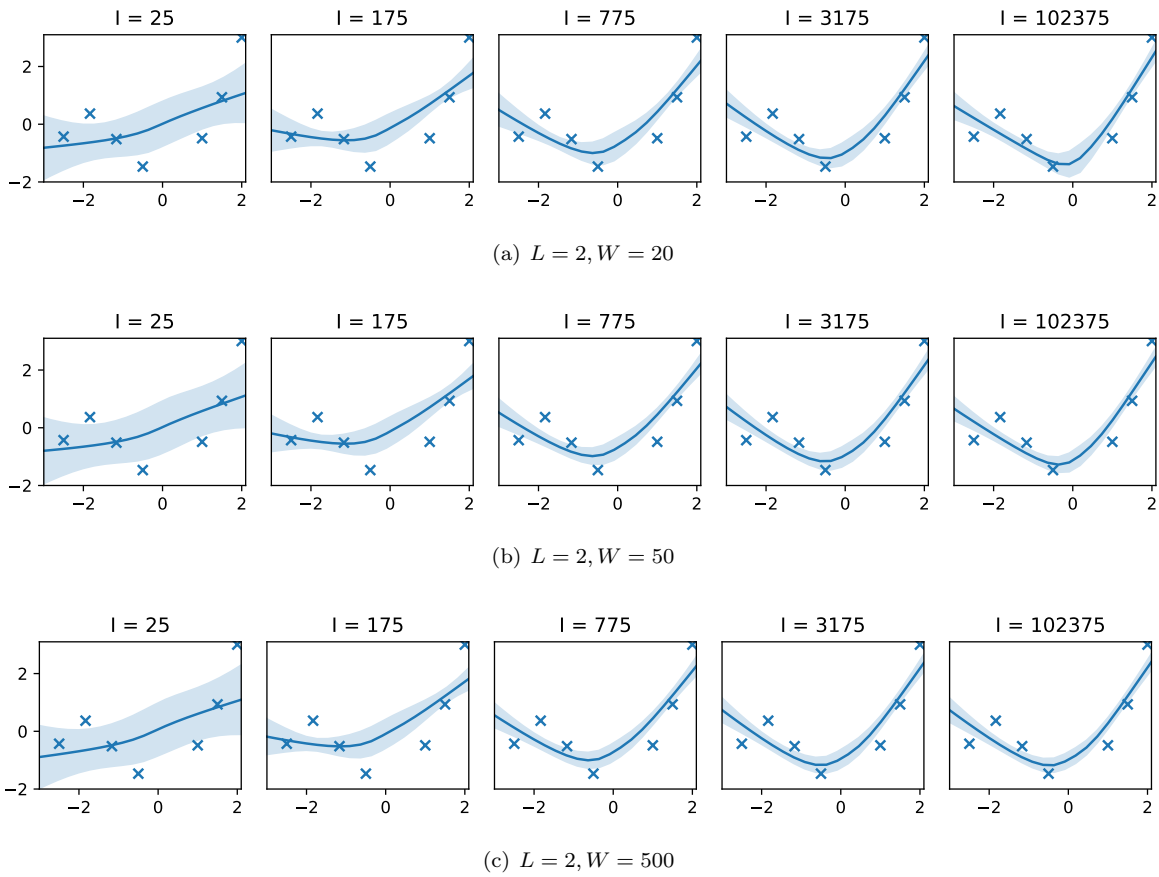 I = 25 I = 175 I = 775 I = 3175 I = 102375
2
0
−2
−2 0 2 −2 0 2 −2 0 2 −2 0 2 −2 0 2
(a) L = 2, W = 20
I = 25 I = 175 I = 775 I = 3175 I = 102375
2
0
−2
−2 0 2 −2 0 2 −2 0 2 −2 0 2 −2 0 2
(b) L = 2, W = 50
I = 25 I = 175 I = 775 I = 3175 I = 102375
2
0
−2
−2 0 2 −2 0 2 −2 0 2 −2 0 2 −2 0 2
(c) L = 2, W = 500